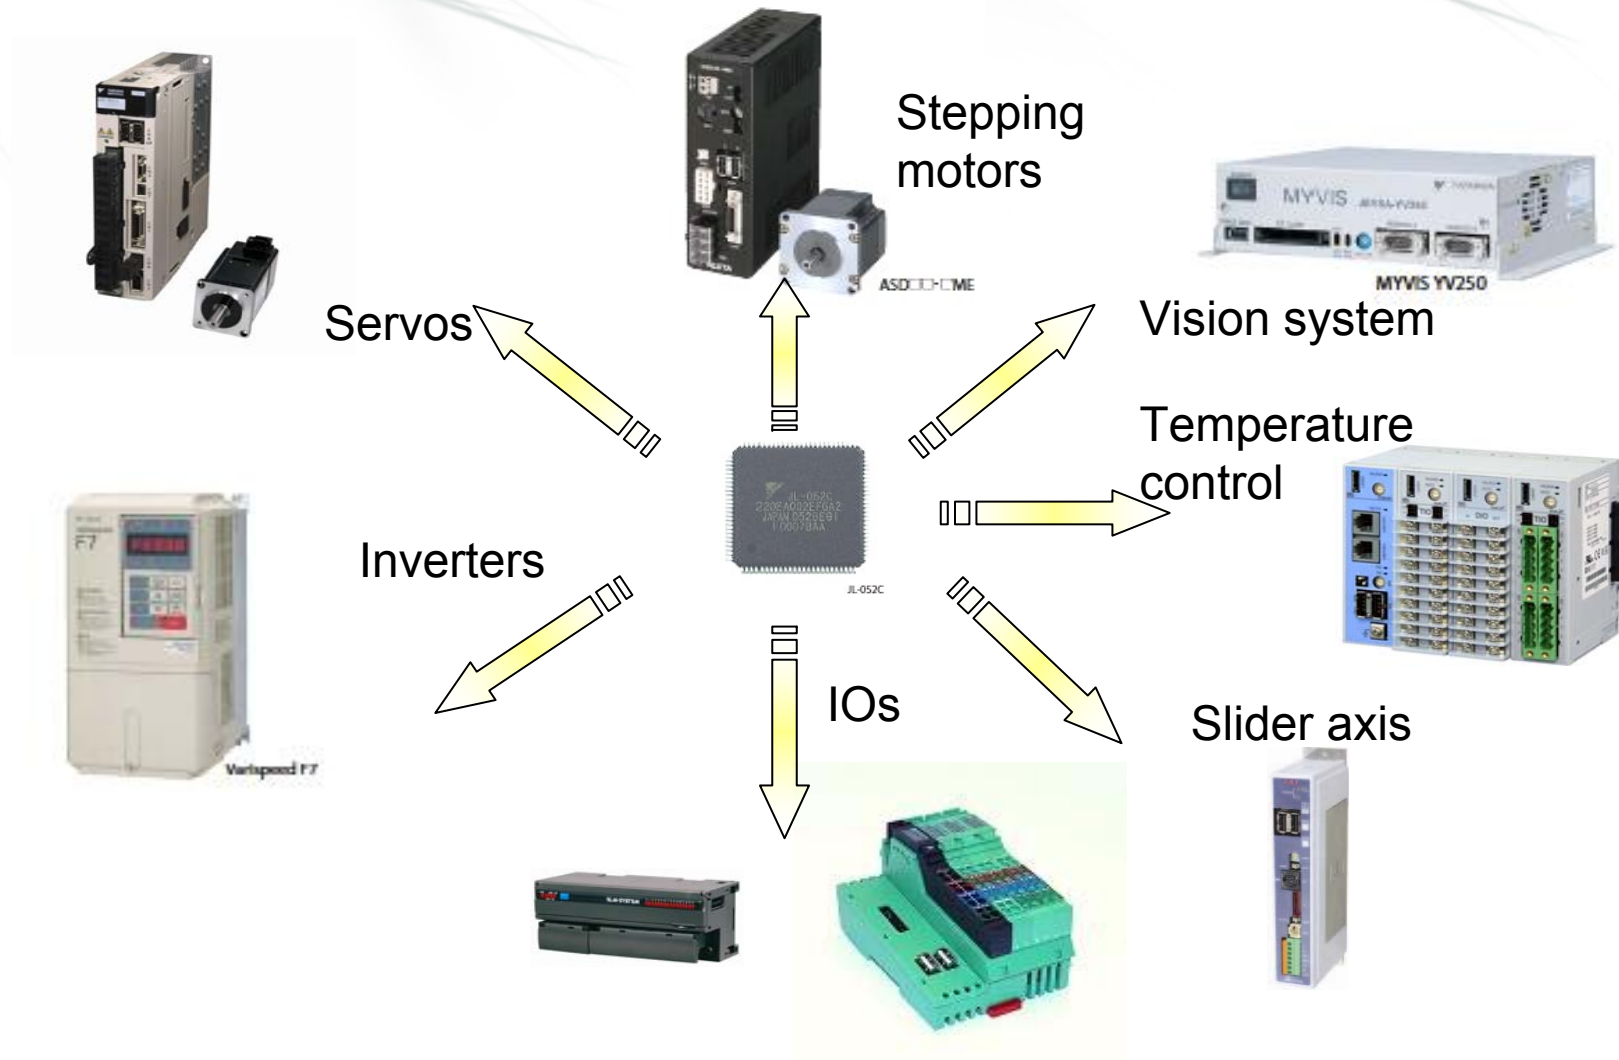 Stepping
motors
MYVIS
MYVIS YV250
ASD□□-□ME
Servos
Vision system
Temperature
control
JL-052C
JL-052C
F7
Inverters
IOs
Slider axis
Varispeed F7